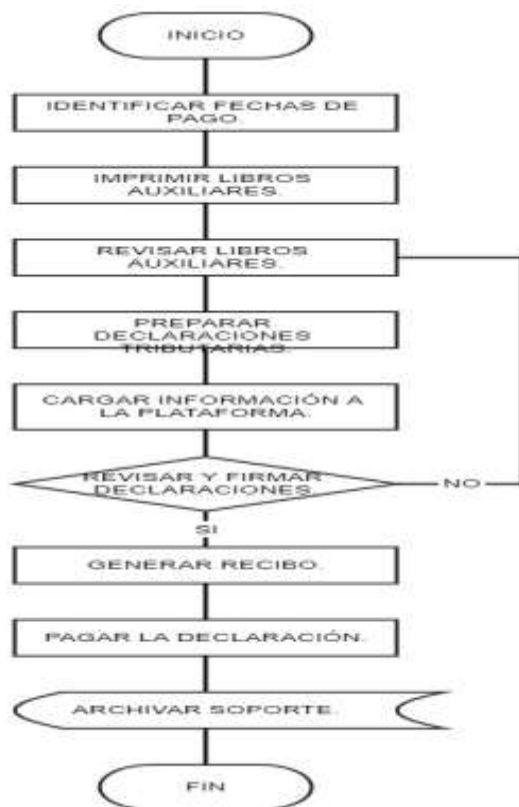 INICIO
IDENTIFICAR FECHAS DE
PAGO.
IMPRIMIR LIBROS
AUXILIARES.
REVISAR LIBROS
AUXILIARES.
PREPARAR
DECLARACIONES
TRIBUTARIAS.
CARGAR INFORMACIÓN A
LA PLATAFORMA.
REVISAR Y FIRMAR
DECLARACIONES
NO
SI
GENERAR RECIBO.
PAGAR LA DECLARACIÓN.
ARCHIVAR SOPORTE.
FIN